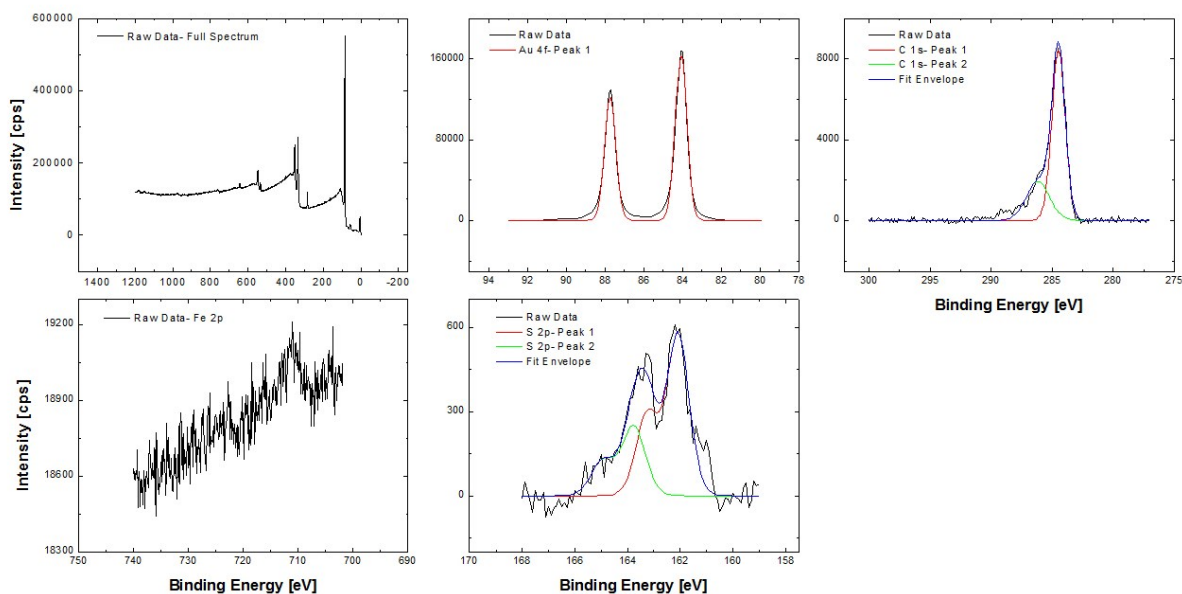 Raw Data- Full Spectrum
Intensity [cps]
600000
400000
200000
0
1400 1200 1000 800 600 400 200 0 -200
Raw Data
Au 4f- Peak 1
160000
80000
0
94 92 90 88 86 84 82 80 78
Raw Data
C 1s- Peak 1
C 1s- Peak 2
Fit Envelope
8000
4000
0
300 295 290 285 280 275
Binding Energy [eV]
Raw Data- Fe 2p
Intensity [cps]
19200
18900
18600
18300
750 740 730 720 710 700 690
Binding Energy [eV]
Raw Data
S 2p- Peak 1
S 2p- Peak 2
Fit Envelope
600
300
0
170 168 166 164 162 160 158
Binding Energy [eV]